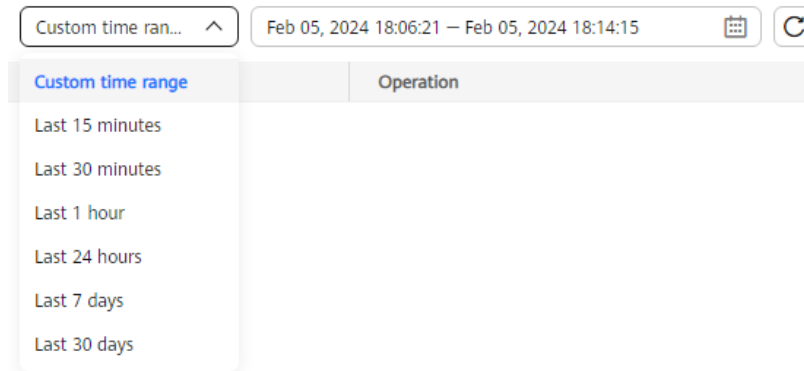 Custom time ran... Feb 05, 2024 18:06:21 — Feb 05, 2024 18:14:15
Custom time range Operation
Last 15 minutes
Last 30 minutes
Last 1 hour
Last 24 hours
Last 7 days
Last 30 days